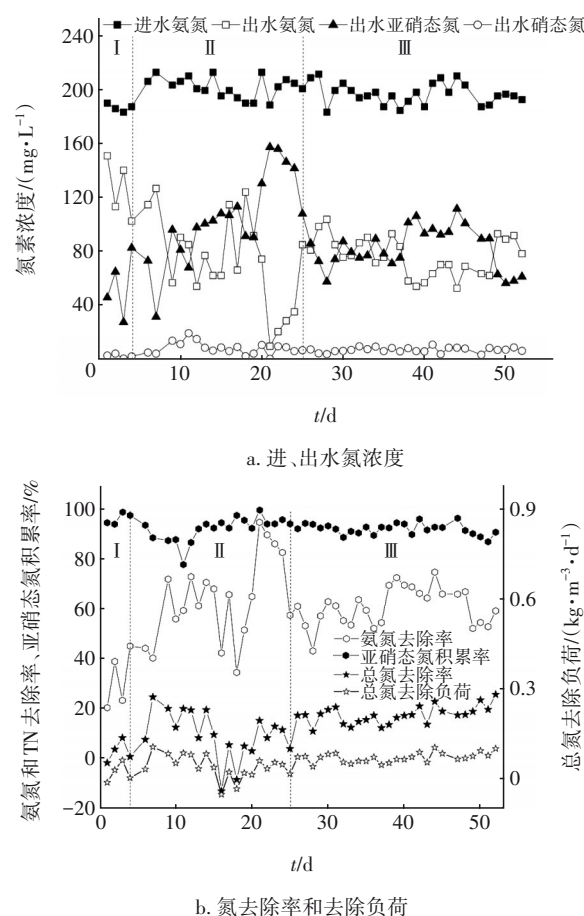 进水氨氮 出水氨氮 出水亚硝态氮 出水硝态氮
240
Ⅰ Ⅱ Ⅲ
200
160
120
80
40
0
氮素浓度/(mg•L⁻¹)
0 10 20 30 40 50
t/d
a. 进、出水氮浓度
100
80
60
40
20
0
−20
氨氮和TN去除率、亚硝态氮积累率/%
Ⅰ Ⅱ Ⅲ
氨氮去除率
亚硝态氮积累率
总氮去除率
总氮去除负荷
0.9
0.6
0.3
0
总氮去除负荷/(kg•m⁻³•d⁻¹)
0 10 20 30 40 50
t/d
b. 氮去除率和去除负荷